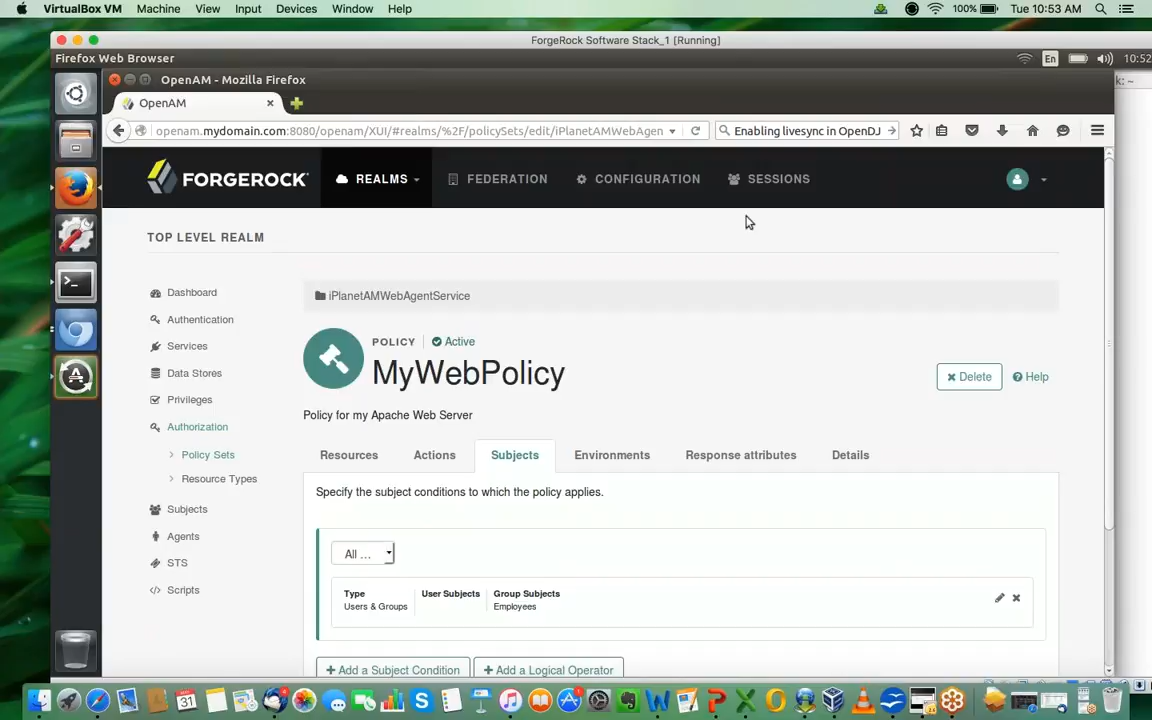 VirtualBox VM Machine View Input Devices Window Help 100% Tue 10:53 AM
ForgeRock Software Stack_1 [Running]
Firefox Web Browser En 10:52
OpenAM - Mozilla Firefox
OpenAM
openam.mydomain.com:8080/openam/XUI/#realms/%2F/policySets/edit/iPlanetAMWebAgen Enabling livesync in OpenDJ
FORGEROCK REALMS FEDERATION CONFIGURATION SESSIONS
TOP LEVEL REALM
Dashboard
Authentication
Services
Data Stores
Privileges
Authorization
Policy Sets
Resource Types
Subjects
Agents
STS
Scripts
iPlanetAMWebAgentService
POLICY Active
MyWebPolicy
Delete Help
Policy for my Apache Web Server
Resources Actions Subjects Environments Response attributes Details
Specify the subject conditions to which the policy applies.
All ...
Type User Subjects Group Subjects
Users & Groups Employees
+ Add a Subject Condition + Add a Logical Operator